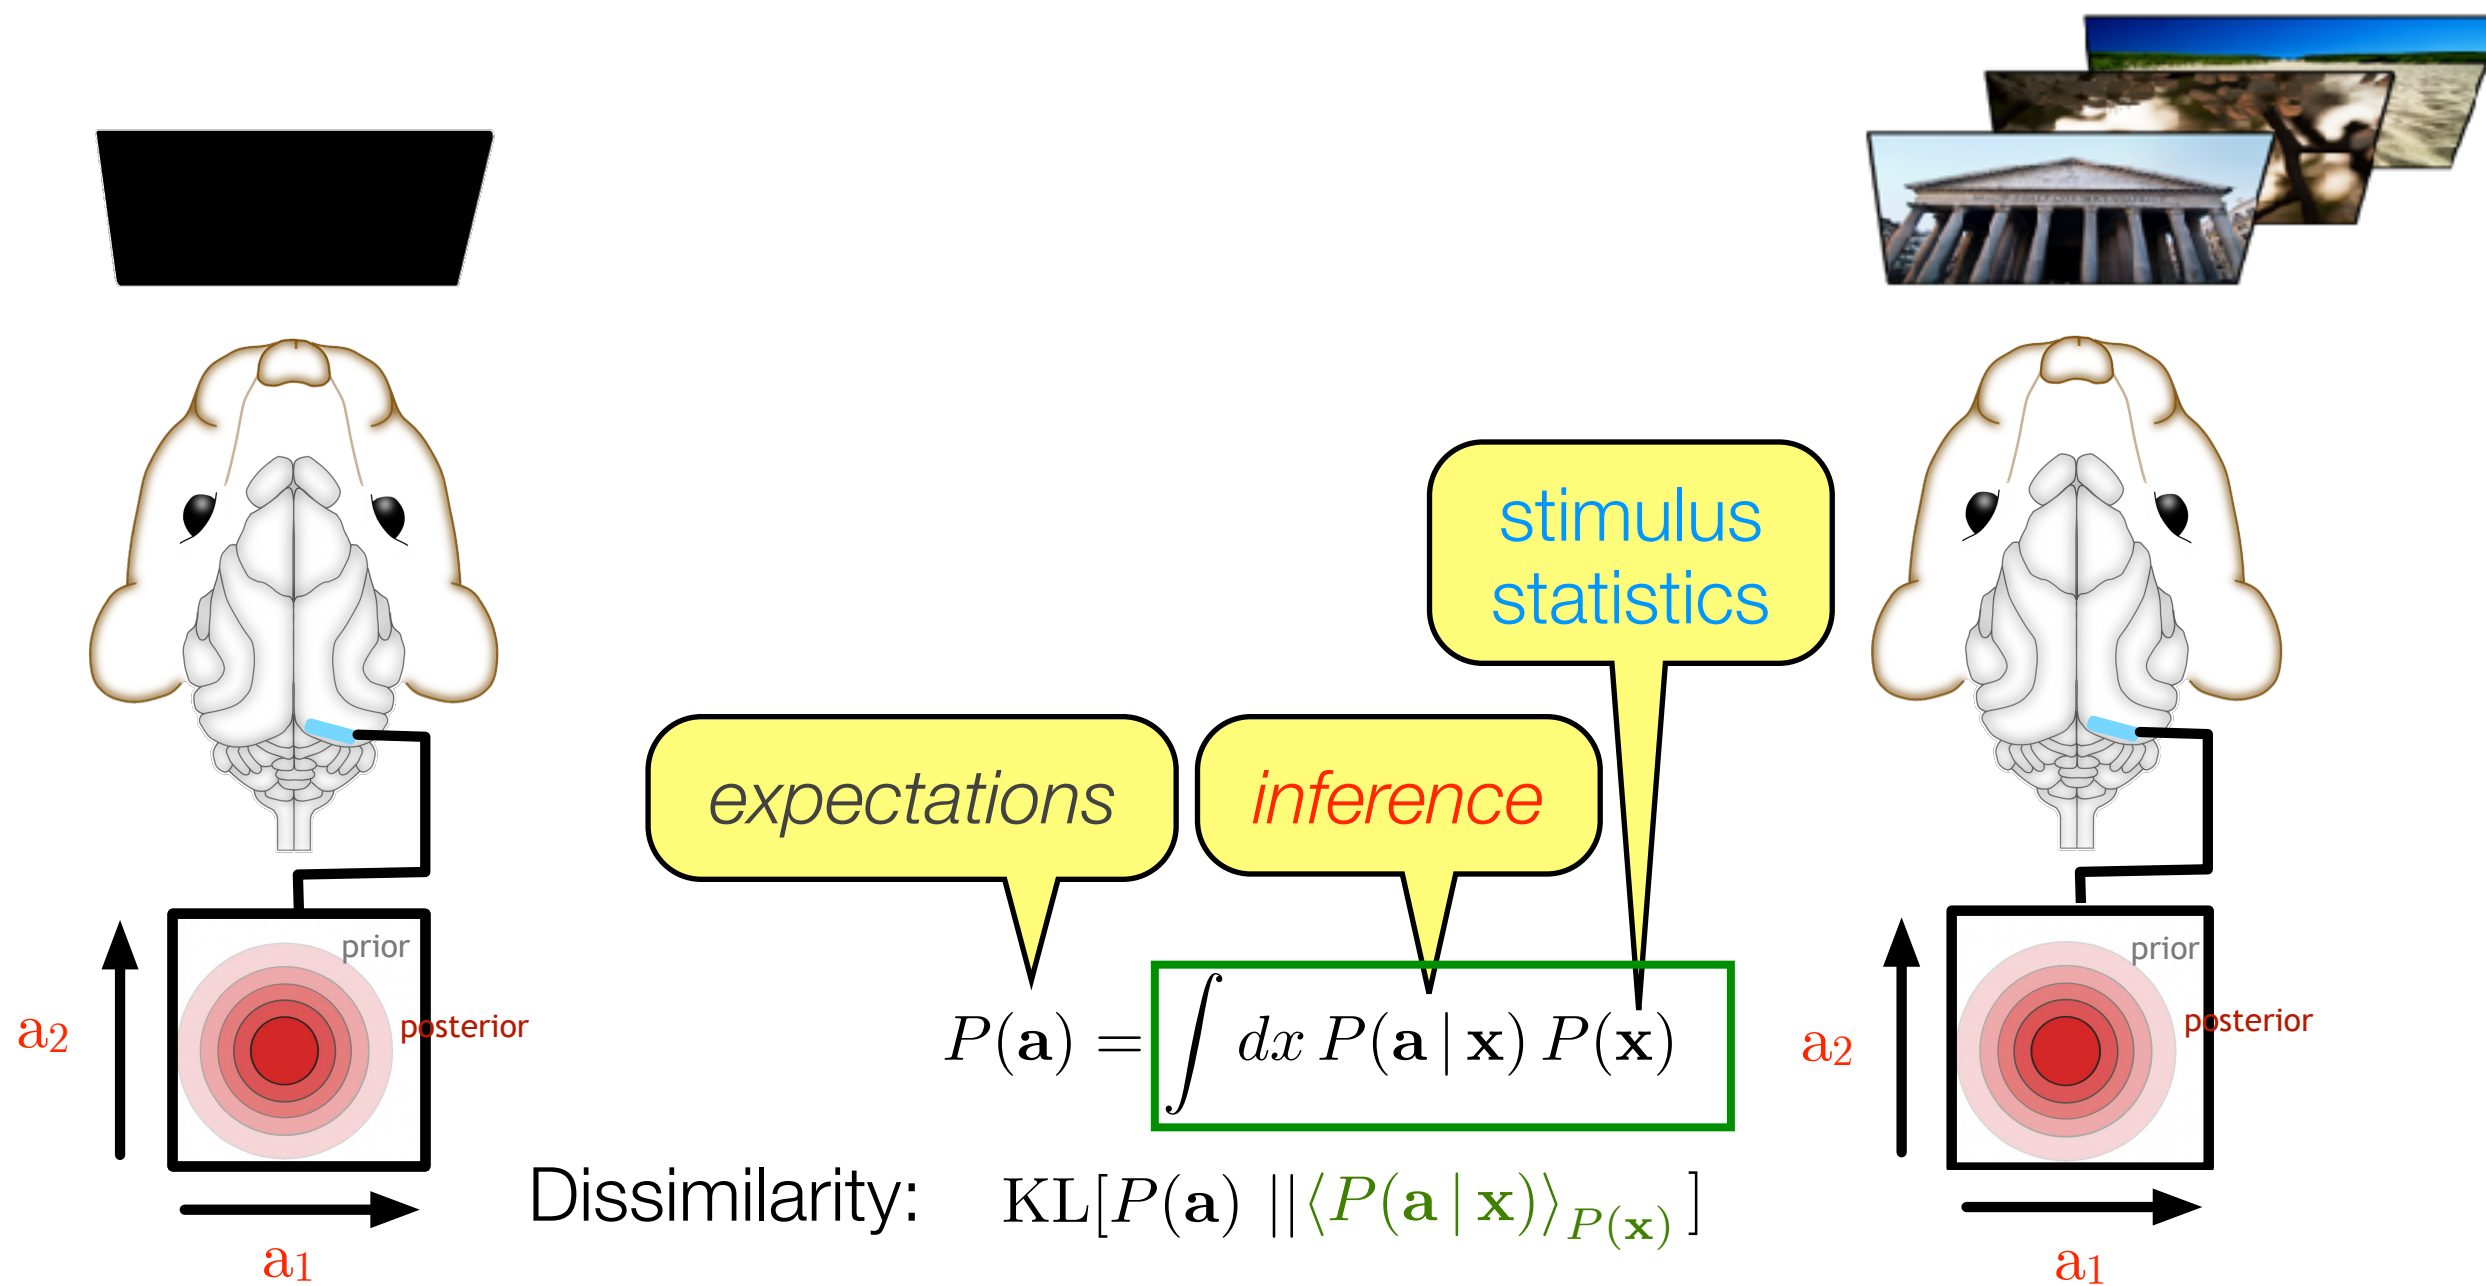 stimulus
statistics
expectations
inference
prior
posterior
a₂
a₁
P(𝐚) = ∫ dx P(𝐚 | 𝐱) P(𝐱)
Dissimilarity: KL[P(𝐚) ||⟨P(𝐚 | 𝐱)⟩_{P(𝐱)} ]
prior
posterior
a₂
a₁